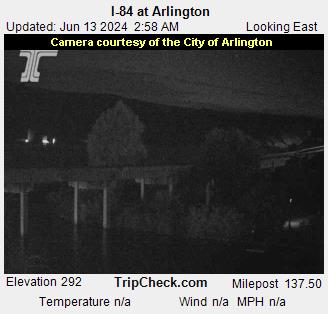 I-84 at Arlington
Updated: Jun 13 2024 2:58 AM Looking East
Camera courtesy of the City of Arlington
Elevation 292 TripCheck.com Milepost 137.50
Temperature n/a Wind n/a MPH n/a